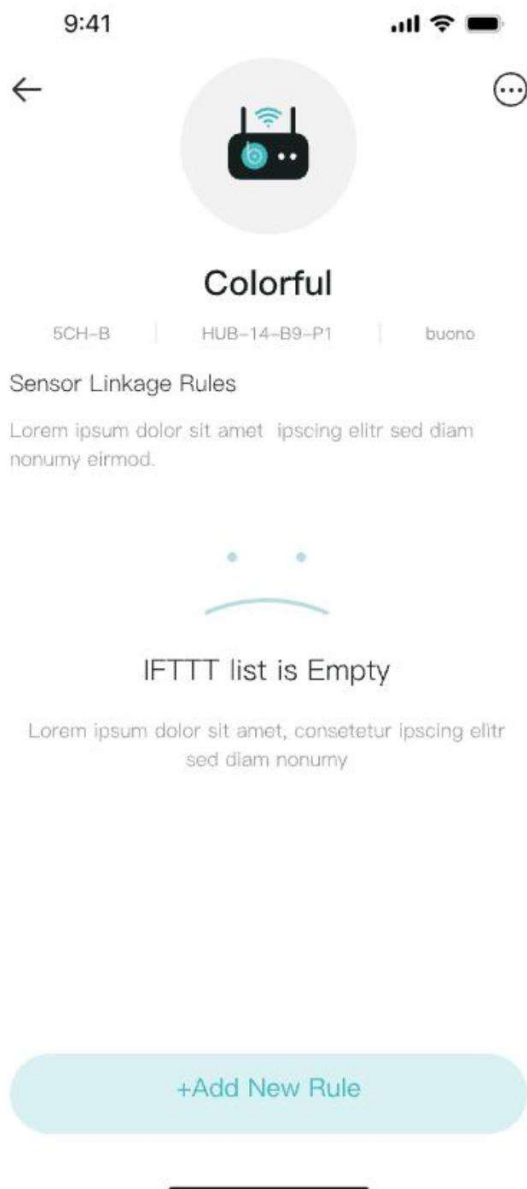 9:41
Colorful
5CH-B
HUB-14-B9-P1
buono
Sensor Linkage Rules
Lorem ipsum dolor sit amet ipscing elitr sed diam
nonumy eirmod.
IFTTT list is Empty
Lorem ipsum dolor sit amet, consetetur ipscing elitr
sed diam nonumy
+Add New Rule